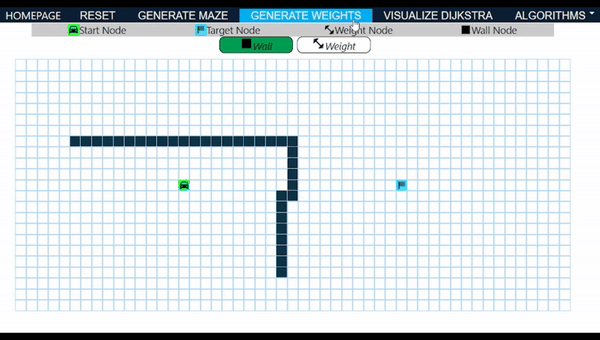 HOMEPAGE RESET GENERATE MAZE GENERATE WEIGHTS VISUALIZE DIJKSTRA ALGORITHMS
Start Node Target Node Weight Node Wall Node
Wall Weight